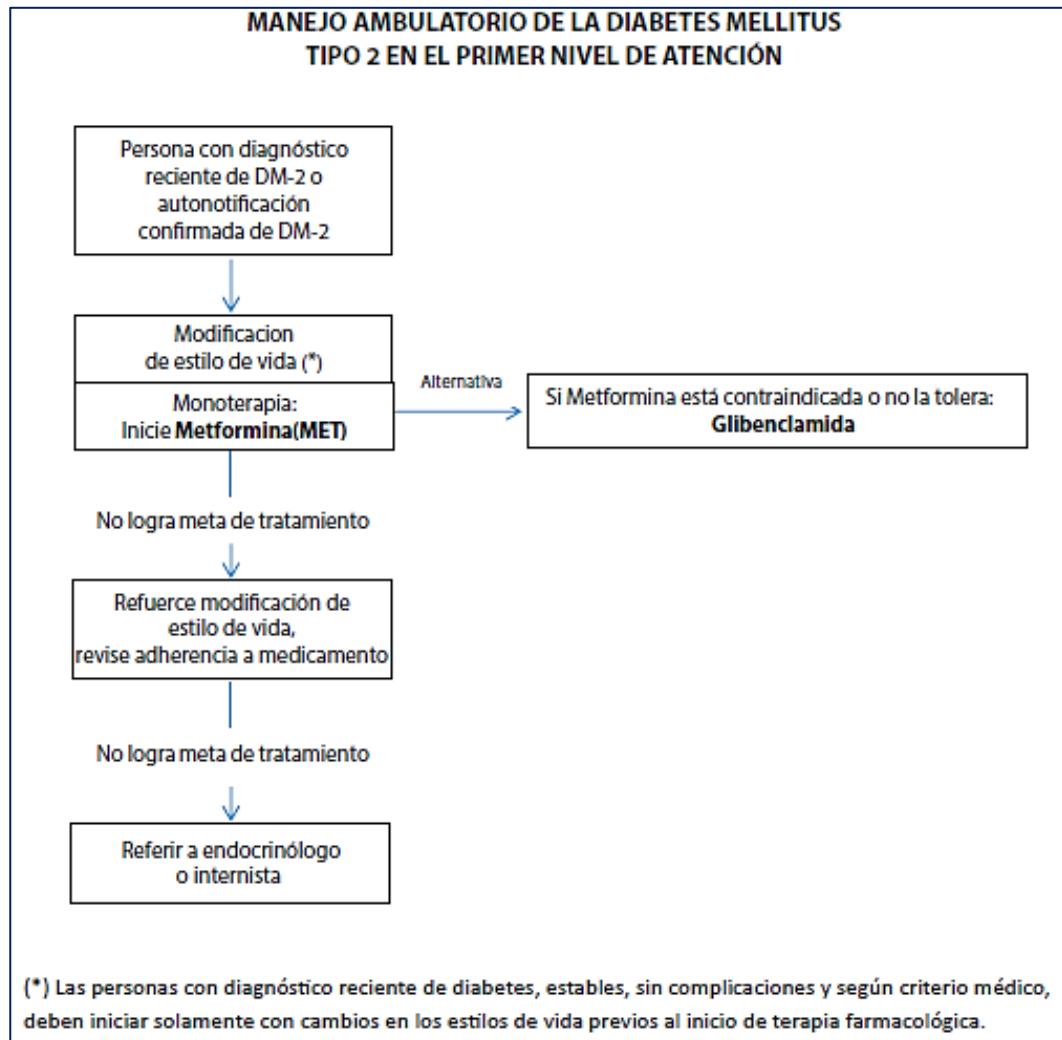 MANEJO AMBULATORIO DE LA DIABETES MELLITUS
TIPO 2 EN EL PRIMER NIVEL DE ATENCIÓN
Persona con diagnóstico
reciente de DM-2 o
autonotificación
confirmada de DM-2
Modificacion
de estilo de vida (*)
Monoterapia:
Inicie Metformina(MET)
Alternativa
Si Metformina está contraindicada o no la tolera:
Glibenclamida
No logra meta de tratamiento
Refuerce modificación de
estilo de vida,
revise adherencia a medicamento
No logra meta de tratamiento
Referir a endocrinólogo
o internista
(*) Las personas con diagnóstico reciente de diabetes, estables, sin complicaciones y según criterio médico,
deben iniciar solamente con cambios en los estilos de vida previos al inicio de terapia farmacológica.